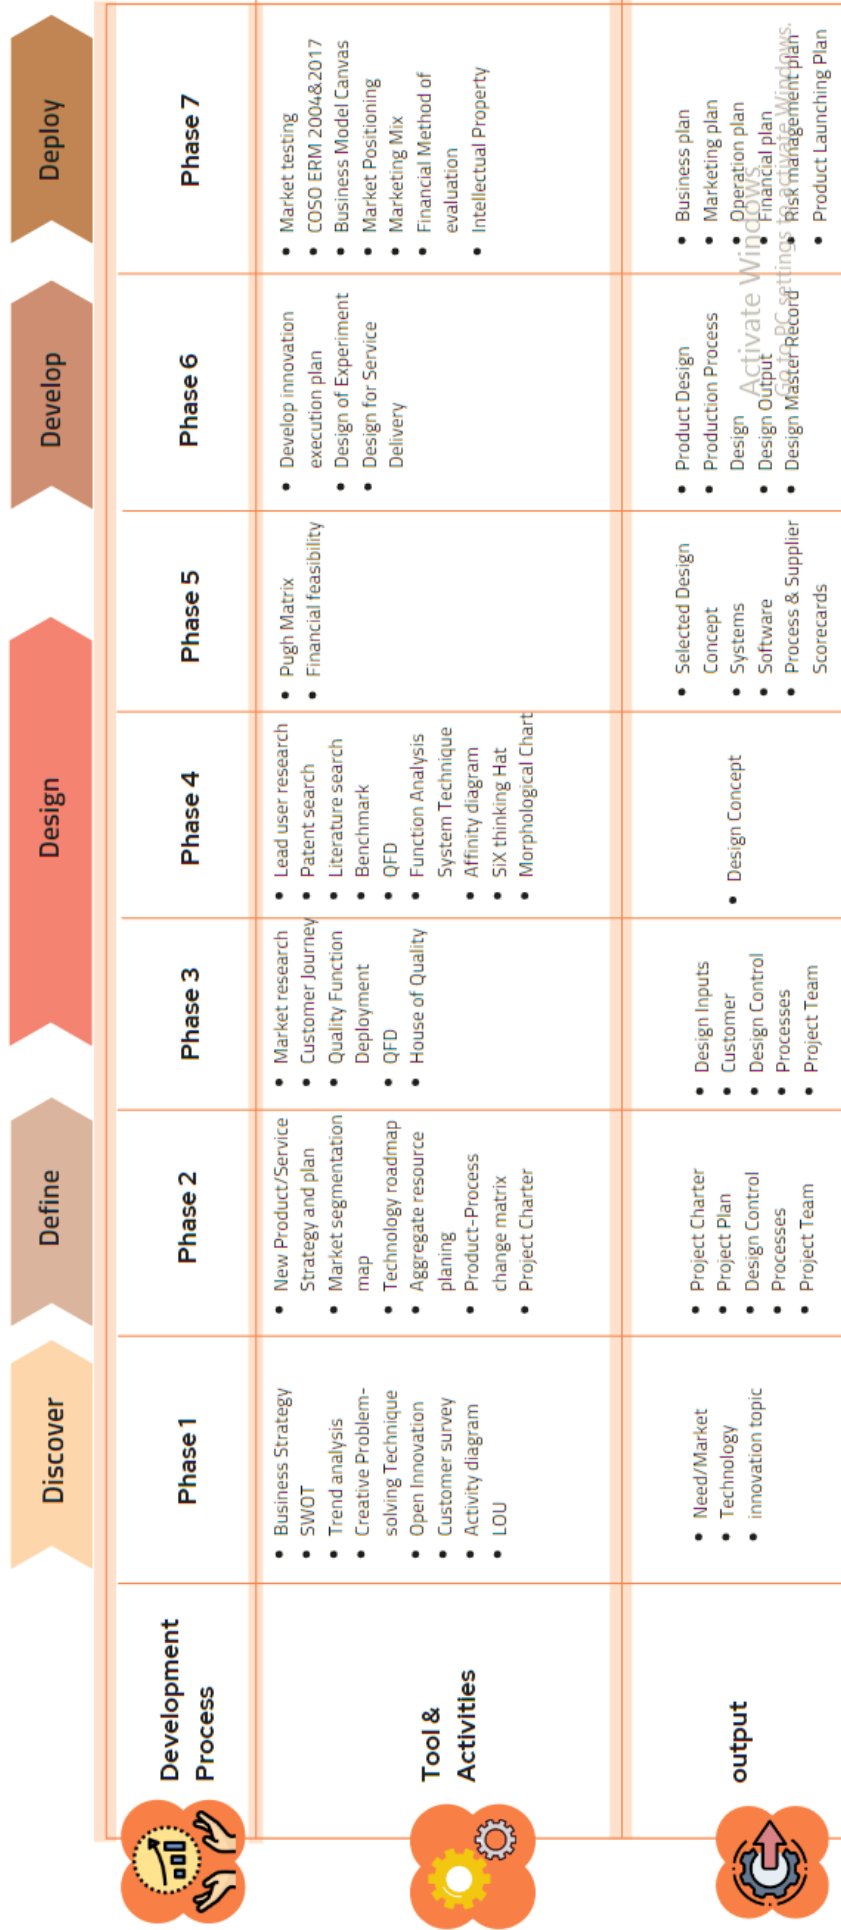 Discover
Define
Design
Develop
Deploy
Development
Process
Phase 1
Phase 2
Phase 3
Phase 4
Phase 5
Phase 6
Phase 7
Tool &
Activities
• Business Strategy
• SWOT
• Trend analysis
• Creative Problem-
solving Technique
• Open Innovation
• Customer survey
• Activity diagram
• LOU
• New Product/Service
Strategy and plan
• Market segmentation
map
• Technology roadmap
• Aggregate resource
planing
• Product-Process
change matrix
• Project Charter
• Market research
• Customer Journey
• Quality Function
Deployment
• QFD
• House of Quality
• Lead user research
• Patent search
• Literature search
• Benchmark
• QFD
• Function Analysis
System Technique
• Affinity diagram
• SiX thinking Hat
• Morphological Chart
• Pugh Matrix
• Financial feasibility
• Develop innovation
execution plan
• Design of Experiment
• Design for Service
Delivery
• Market testing
• COSO ERM 2004&2017
• Business Model Canvas
• Market Positioning
• Marketing Mix
• Financial Method of
evaluation
• Intellectual Property
output
• Need/Market
• Technology
• innovation topic
• Project Charter
• Project Plan
• Design Control
• Processes
• Project Team
• Design Inputs
• Customer
• Design Control
• Processes
• Project Team
• Design Concept
• Selected Design
Concept
• Systems
• Software
• Process & Supplier
Scorecards
• Product Design
• Production Process
Design
• Design Output
• Design Master Record
• Business plan
• Marketing plan
• Operation plan
• Financial plan
• Risk management plan
• Product Launching Plan
Activate Windows
Go to PC settings to activate Windows.